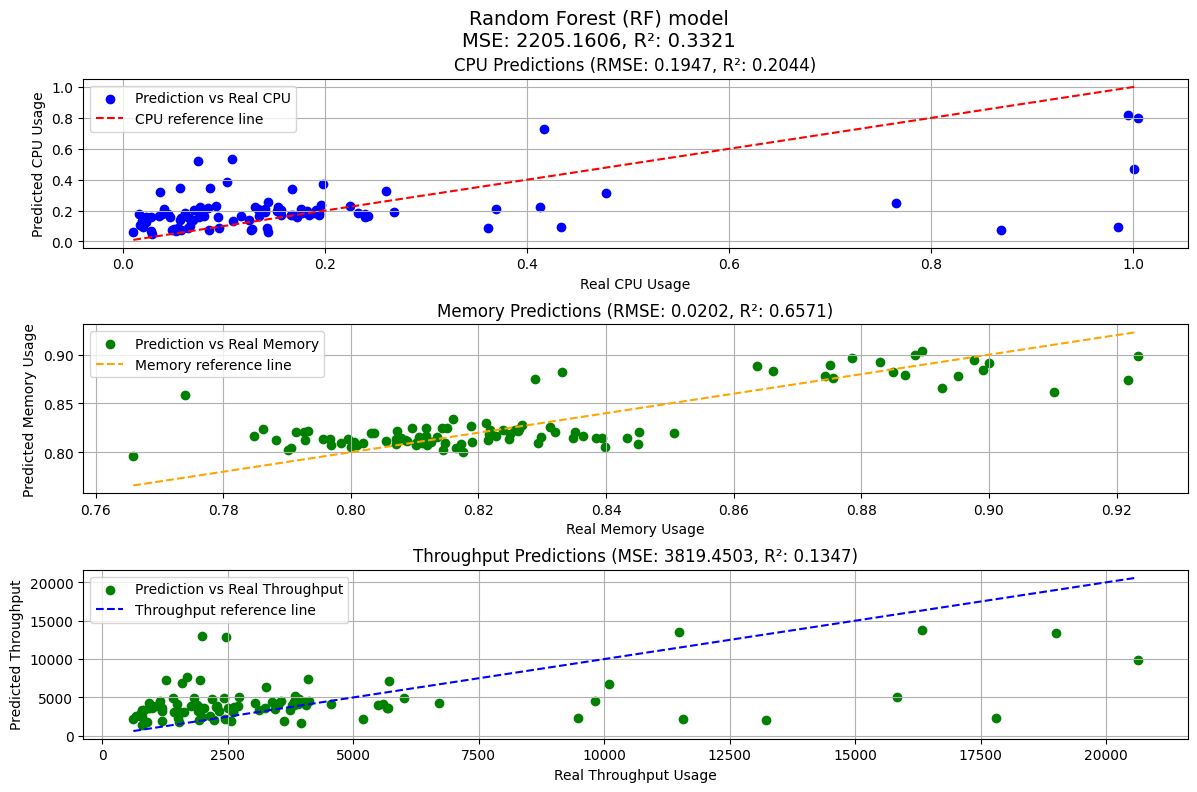 Random Forest (RF) model
MSE: 2205.1606, R²: 0.3321
CPU Predictions (RMSE: 0.1947, R²: 0.2044)
Predicted CPU Usage
1.0
0.8
0.6
0.4
0.2
0.0
Prediction vs Real CPU
CPU reference line
0.0 0.2 0.4 0.6 0.8 1.0
Real CPU Usage
Memory Predictions (RMSE: 0.0202, R²: 0.6571)
Predicted Memory Usage
0.90
0.85
0.80
Prediction vs Real Memory
Memory reference line
0.76 0.78 0.80 0.82 0.84 0.86 0.88 0.90 0.92
Real Memory Usage
Throughput Predictions (MSE: 3819.4503, R²: 0.1347)
Predicted Throughput
20000
15000
10000
5000
0
Prediction vs Real Throughput
Throughput reference line
0 2500 5000 7500 10000 12500 15000 17500 20000
Real Throughput Usage